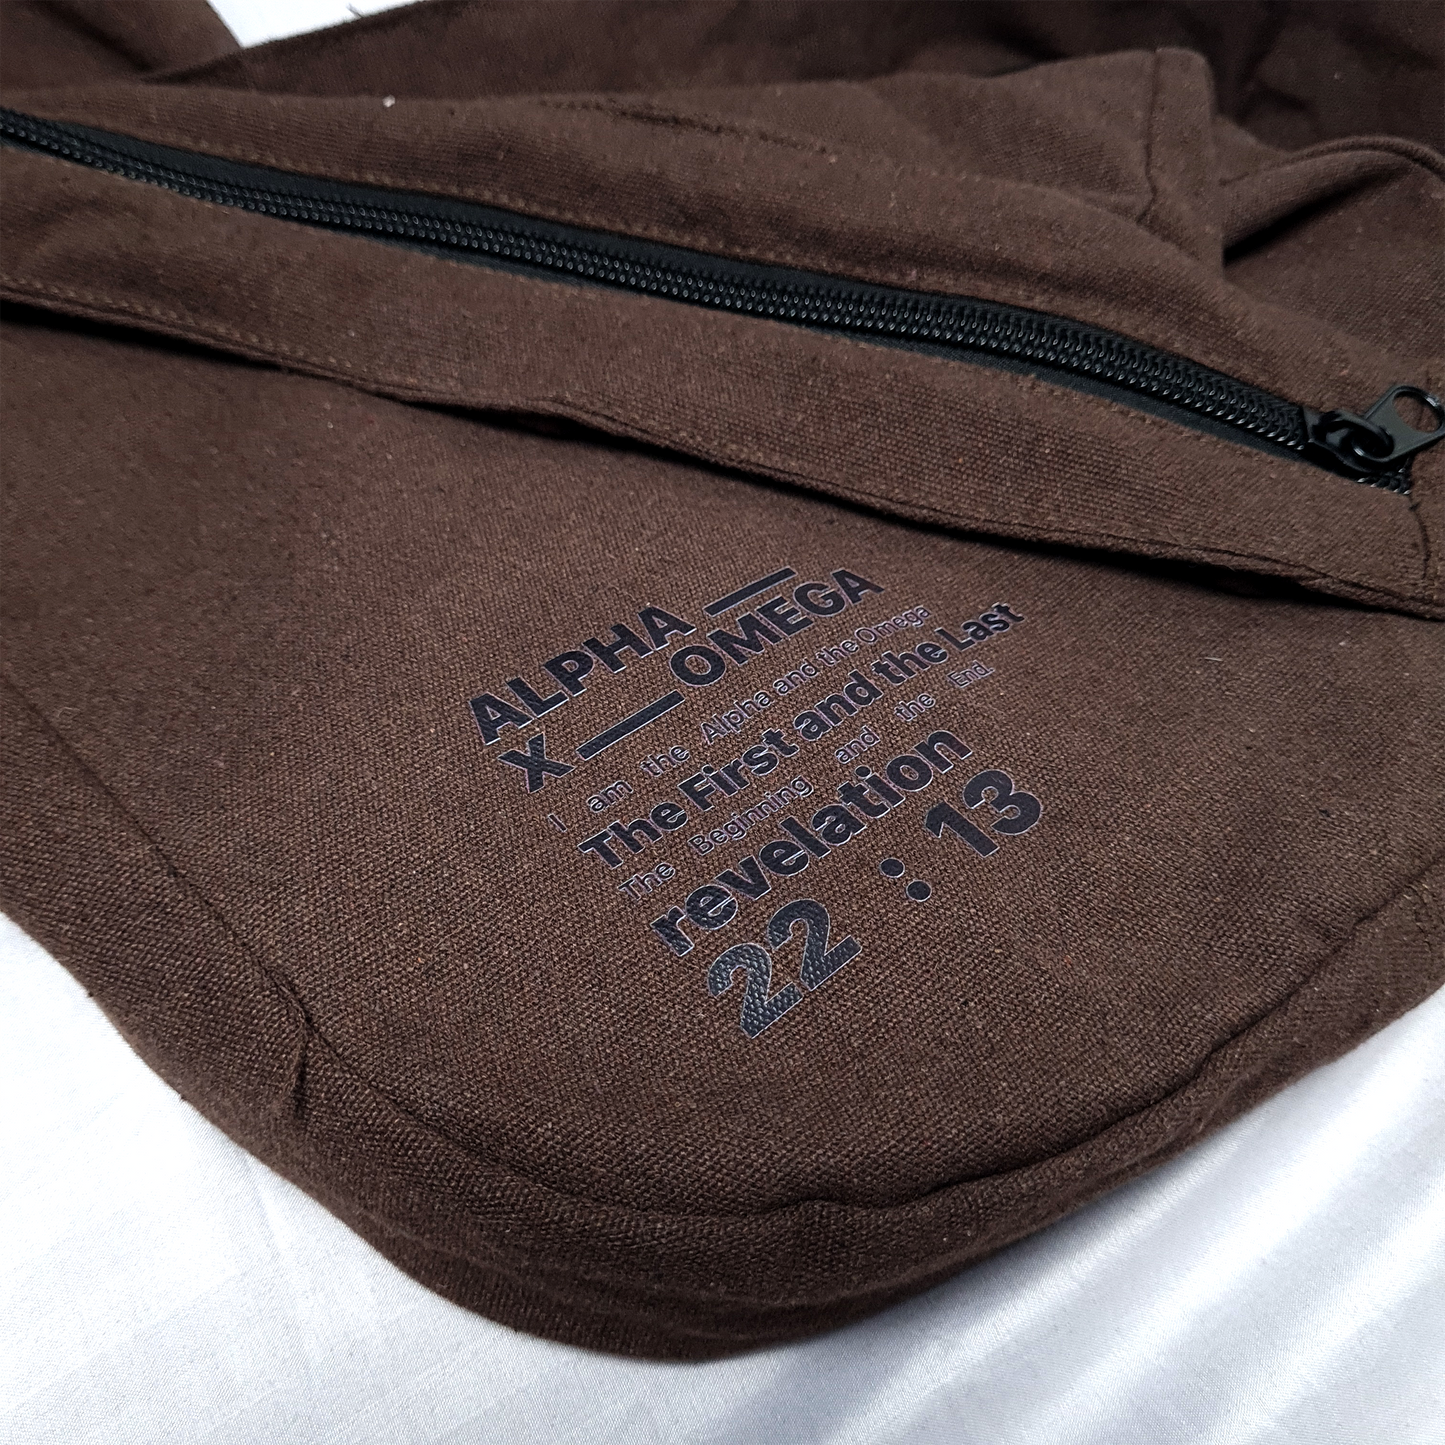 ALPHA —
X — OMEGA
I am the Alpha and the Omega
The First and the Last
The Beginning and the End.
revelation
22 : 13